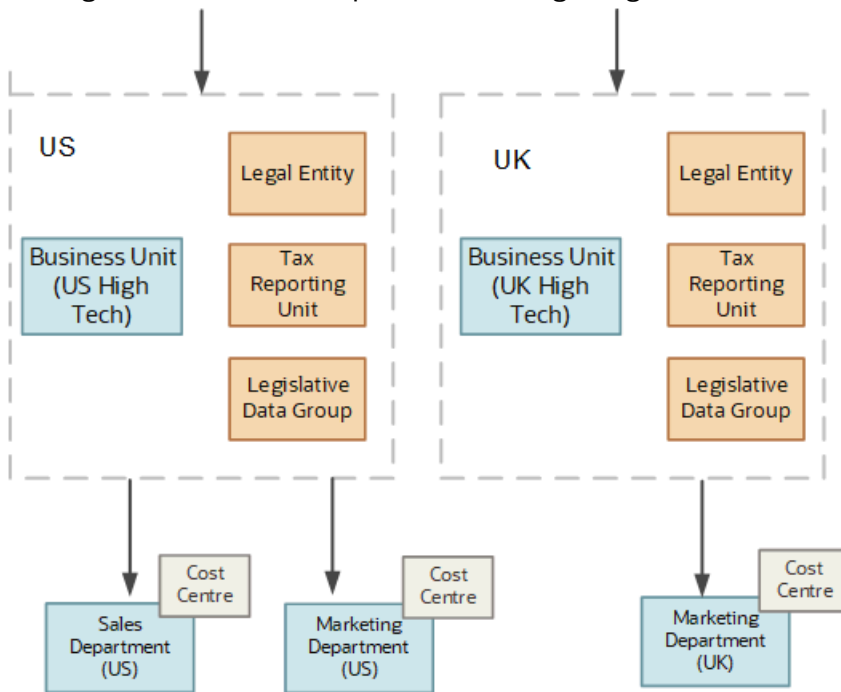 US
Legal Entity
Business Unit
(US High
Tech)
Tax
Reporting
Unit
Legislative
Data Group
UK
Legal Entity
Business Unit
(UK High
Tech)
Tax
Reporting
Unit
Legislative
Data Group
Cost
Centre
Sales
Department
(US)
Cost
Centre
Marketing
Department
(US)
Cost
Centre
Marketing
Department
(UK)